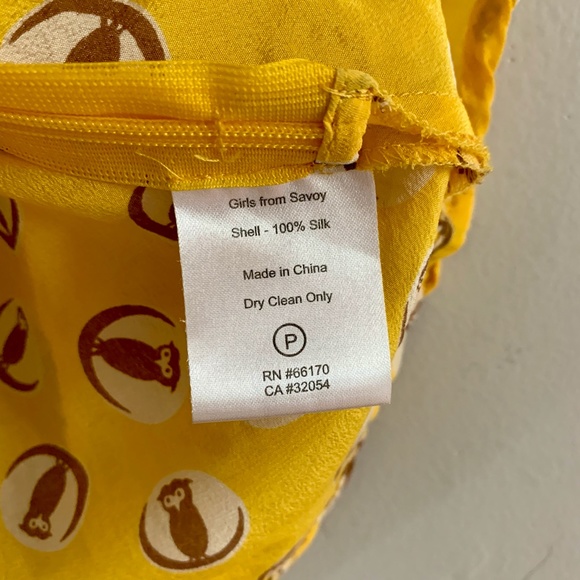 Girls from Savoy
Shell - 100% Silk
Made in China
Dry Clean Only
P
RN #66170
CA #32054